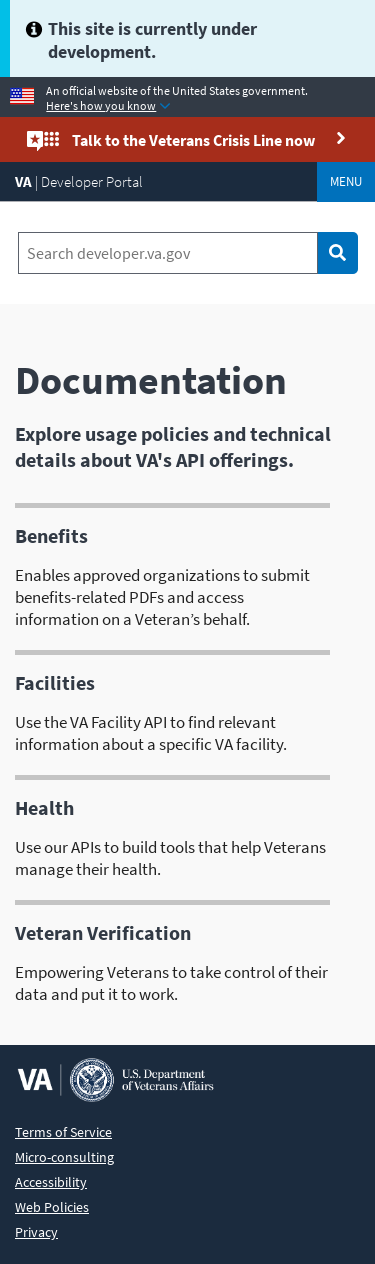 This site is currently under
development.
An official website of the United States government.
Here's how you know
Talk to the Veterans Crisis Line now
VA | Developer Portal
MENU
Search developer.va.gov
Documentation
Explore usage policies and technical
details about VA's API offerings.
Benefits
Enables approved organizations to submit
benefits-related PDFs and access
information on a Veteran’s behalf.
Facilities
Use the VA Facility API to find relevant
information about a specific VA facility.
Health
Use our APIs to build tools that help Veterans
manage their health.
Veteran Verification
Empowering Veterans to take control of their
data and put it to work.
VA
U.S. Department
of Veterans Affairs
Terms of Service
Micro-consulting
Accessibility
Web Policies
Privacy